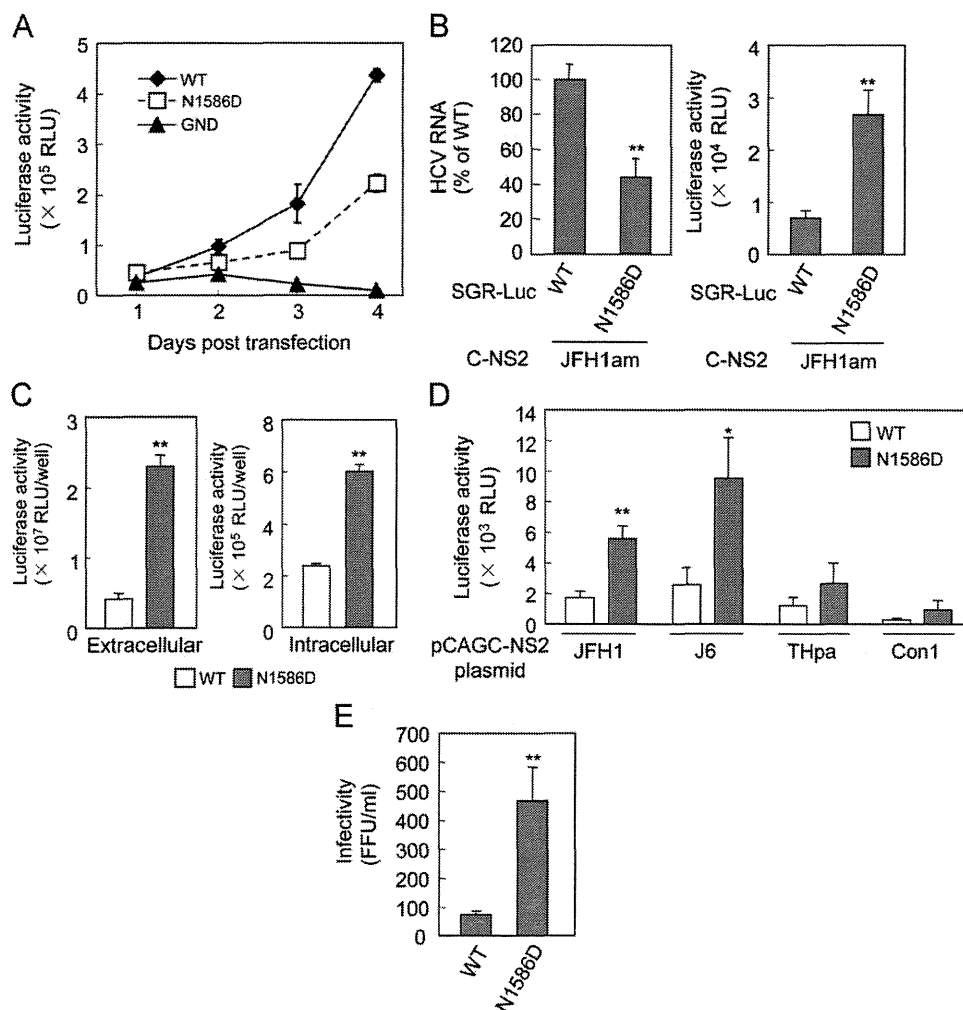 A
Luciferase activity
(× 10⁵ RLU)
5
4
3
2
1
0
WT
N1586D
GND
1 2 3 4
Days post transfection
B
HCV RNA
(% of WT)
120
100
80
60
40
20
0
**
SGR-Luc
WT
N1586D
C-NS2
JFH1am
Luciferase activity
(× 10⁴ RLU)
4
3
2
1
0
**
SGR-Luc
WT
N1586D
C-NS2
JFH1am
C
Luciferase activity
(× 10⁷ RLU/well)
3
2
1
0
**
Extracellular
Luciferase activity
(× 10⁵ RLU/well)
8
6
4
2
0
**
Intracellular
WT
N1586D
D
Luciferase activity
(× 10³ RLU)
14
12
10
8
6
4
2
0
WT
N1586D
**
*
pCAGC-NS2
plasmid
JFH1
J6
THpa
Con1
E
Infectivity
(FFU/ml)
700
600
500
400
300
200
100
0
**
WT
N1586D